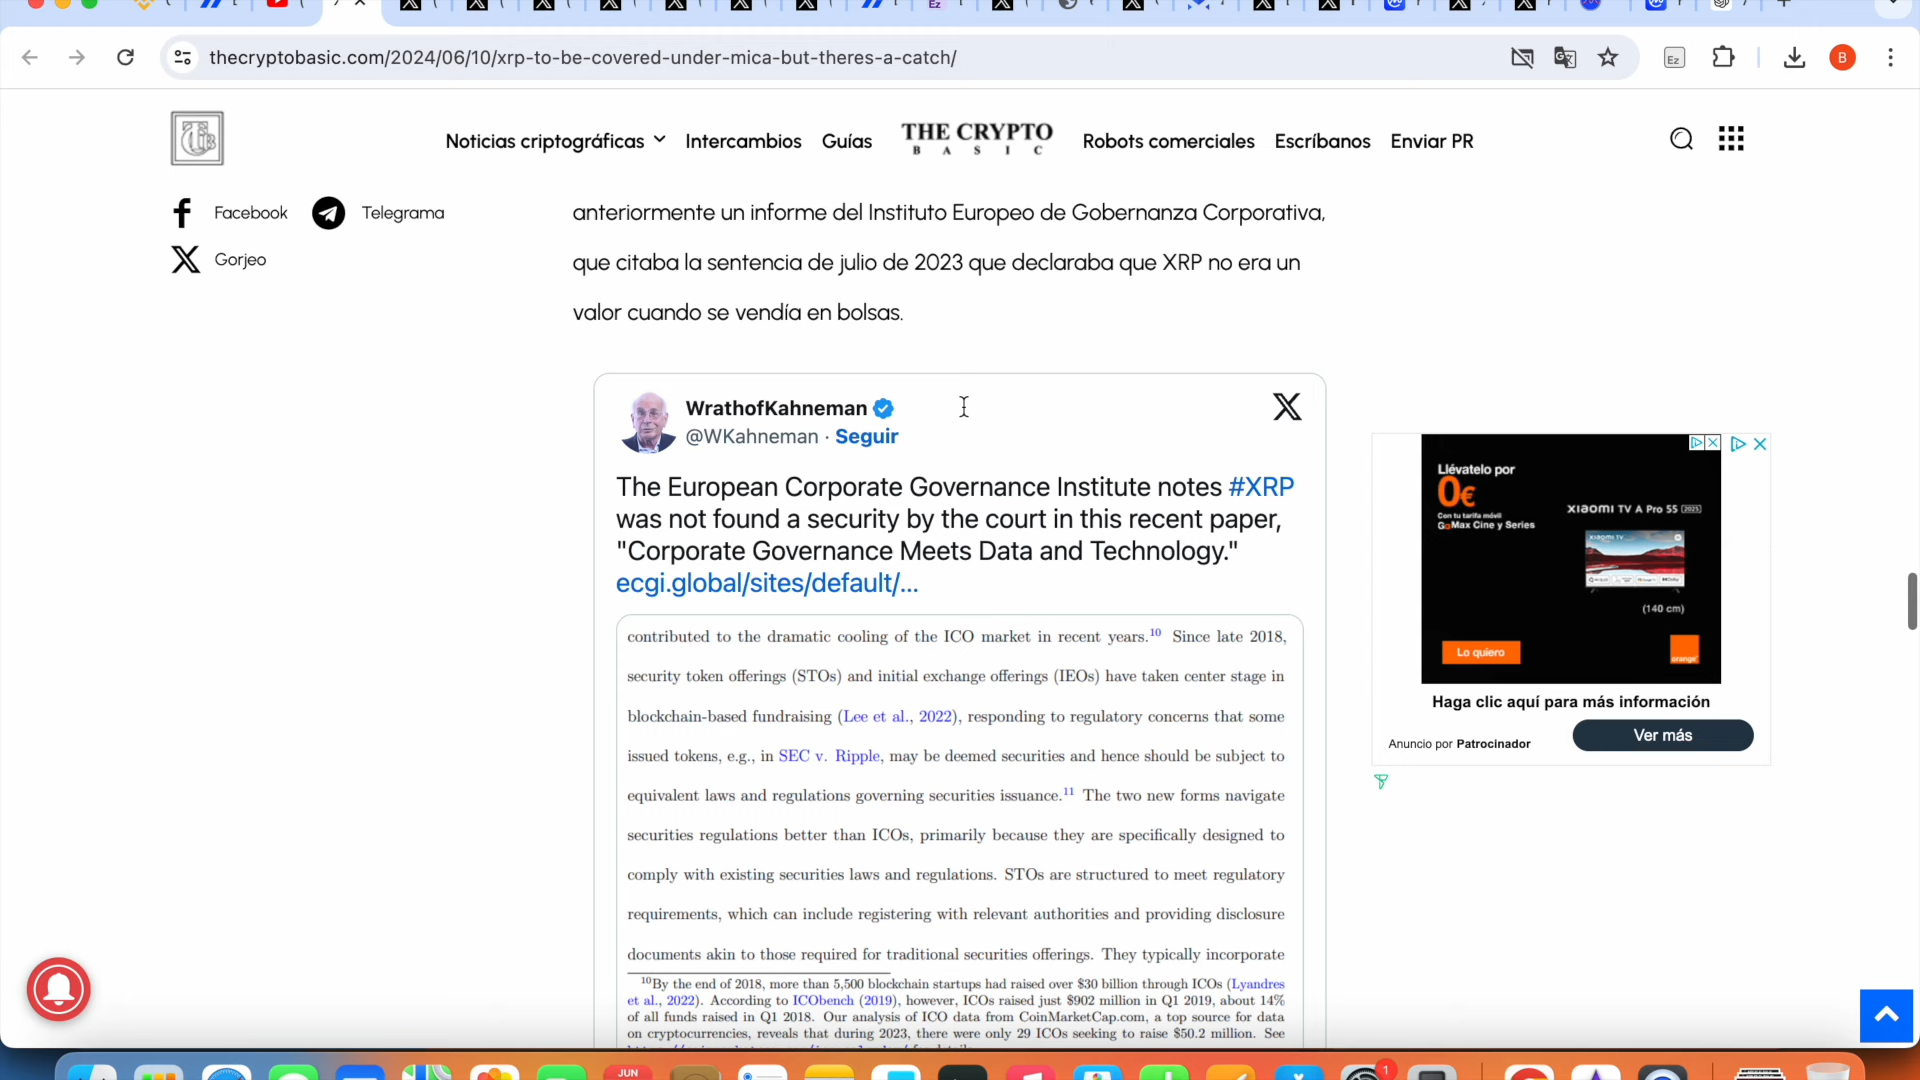 thecryptobasic.com/2024/06/10/xrp-to-be-covered-under-mica-but-theres-a-catch/
Ez
B
Noticias criptográficas
Intercambios
Guías
THE CRYPTO
BASIC
Robots comerciales
Escríbanos
Enviar PR
Facebook
Telegrama
Gorjeo
anteriormente un informe del Instituto Europeo de Gobernanza Corporativa,
que citaba la sentencia de julio de 2023 que declaraba que XRP no era un
valor cuando se vendía en bolsas.
WrathofKahneman
@WKahneman · Seguir
The European Corporate Governance Institute notes #XRP
was not found a security by the court in this recent paper,
"Corporate Governance Meets Data and Technology."
ecgi.global/sites/default/...
contributed to the dramatic cooling of the ICO market in recent years.10 Since late 2018,
security token offerings (STOs) and initial exchange offerings (IEOs) have taken center stage in
blockchain-based fundraising (Lee et al., 2022), responding to regulatory concerns that some
issued tokens, e.g., in SEC v. Ripple, may be deemed securities and hence should be subject to
equivalent laws and regulations governing securities issuance.11 The two new forms navigate
securities regulations better than ICOs, primarily because they are specifically designed to
comply with existing securities laws and regulations. STOs are structured to meet regulatory
requirements, which can include registering with relevant authorities and providing disclosure
documents akin to those required for traditional securities offerings. They typically incorporate
10By the end of 2018, more than 5,500 blockchain startups had raised over $30 billion through ICOs (Lyandres
et al., 2022). According to ICObench (2019), however, ICOs raised just $902 million in Q1 2019, about 14%
of all funds raised in Q1 2018. Our analysis of ICO data from CoinMarketCap.com, a top source for data
on cryptocurrencies, reveals that during 2023, there were only 29 ICOs seeking to raise $50.2 million. See
Llévatelo por
0€
Con tu tarifa móvil
GoMax Cine y Series
xiaomi TV A Pro 55 2025
(140 cm)
Lo quiero
orange
Haga clic aquí para más información
Anuncio por Patrocinador
Ver más
JUN
1